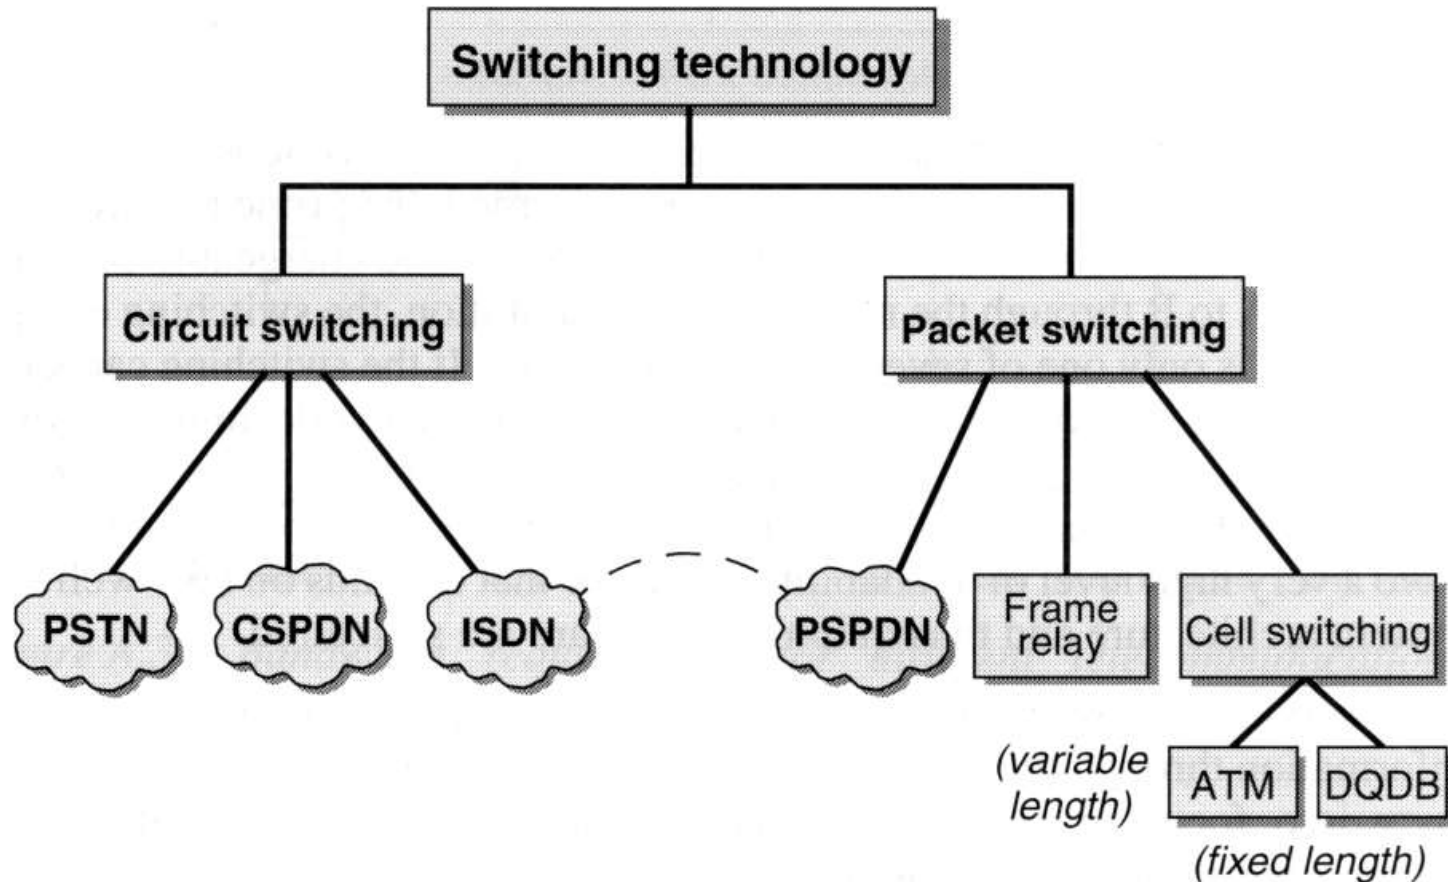 Switching technology
Circuit switching
Packet switching
PSTN
CSPDN
ISDN
PSPDN
Frame
relay
Cell switching
(variable
length)
ATM
DQDB
(fixed length)